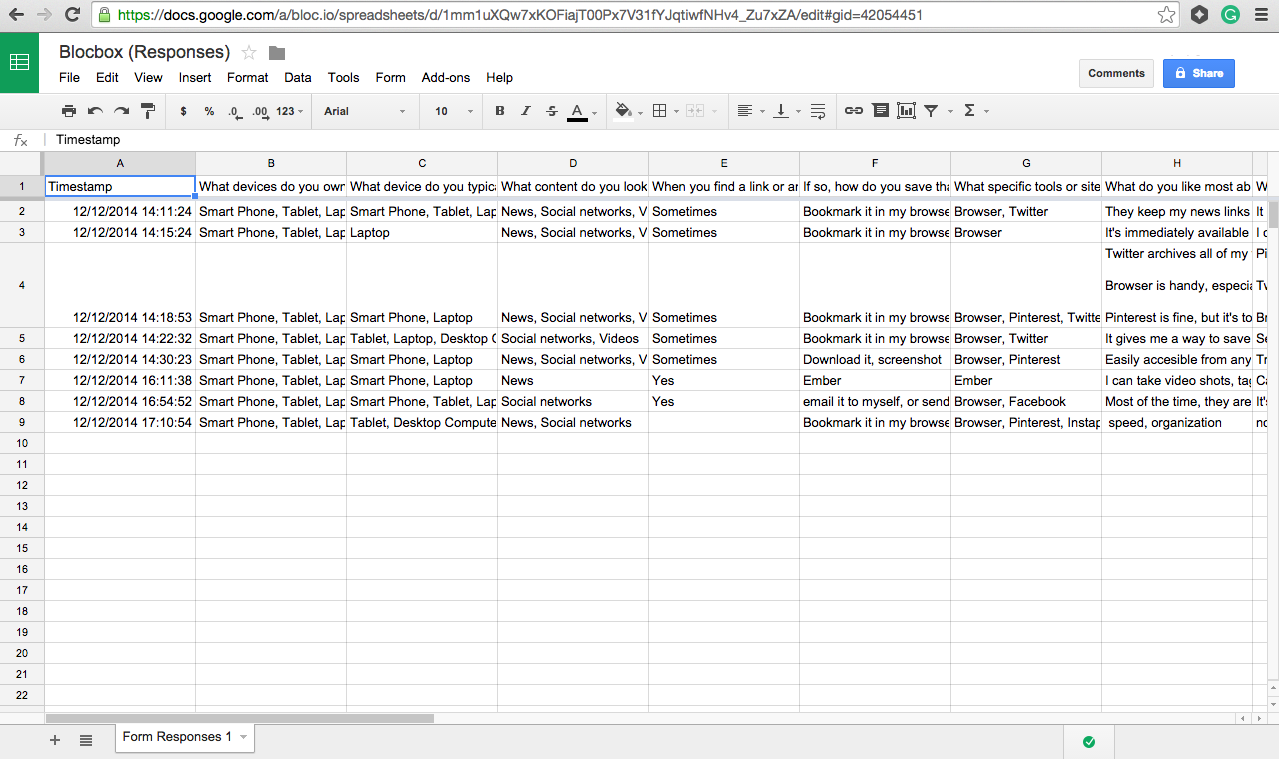 https://docs.google.com/a/bloc.io/spreadsheets/d/1mm1uXQw7xKOFiajT00Px7V31fYJqtiwfNHv4_Zu7xZA/edit#gid=42054451
Blocbox (Responses)
File Edit View Insert Format Data Tools Form Add-ons Help
Comments Share
$ % .0 .00 123 Arial 10 B I S A Σ
fx Timestamp
A B C D E F G H
1 Timestamp What devices do you own What device do you typica What content do you look When you find a link or ar If so, how do you save tha What specific tools or site What do you like most ab W
2 12/12/2014 14:11:24 Smart Phone, Tablet, Lap Smart Phone, Tablet, Lap News, Social networks, V Sometimes Bookmark it in my browse Browser, Twitter They keep my news links It
3 12/12/2014 14:15:24 Smart Phone, Tablet, Lap Laptop News, Social networks, V Sometimes Bookmark it in my browse Browser It's immediately available I c
Twitter archives all of my Pi
4 Browser is handy, especia Tv
12/12/2014 14:18:53 Smart Phone, Tablet, Lap Smart Phone, Laptop News, Social networks, V Sometimes Bookmark it in my browse Browser, Pinterest, Twitte Pinterest is fine, but it's to Br
5 12/12/2014 14:22:32 Smart Phone, Tablet, Lap Tablet, Laptop, Desktop C Social networks, Videos Sometimes Bookmark it in my browse Browser, Twitter It gives me a way to save Se
6 12/12/2014 14:30:23 Smart Phone, Tablet, Lap Smart Phone, Laptop News, Social networks, V Sometimes Download it, screenshot Browser, Pinterest Easily accesible from any Tr
7 12/12/2014 16:11:38 Smart Phone, Tablet, Lap Smart Phone, Laptop News Yes Ember Ember I can take video shots, tag Ca
8 12/12/2014 16:54:52 Smart Phone, Tablet, Lap Smart Phone, Tablet, Lap Social networks Yes email it to myself, or send Browser, Facebook Most of the time, they are It's
9 12/12/2014 17:10:54 Smart Phone, Tablet, Lap Tablet, Desktop Compute News, Social networks Bookmark it in my browse Browser, Pinterest, Instap speed, organization no
10
11
12
13
14
15
16
17
18
19
20
21
22
Form Responses 1